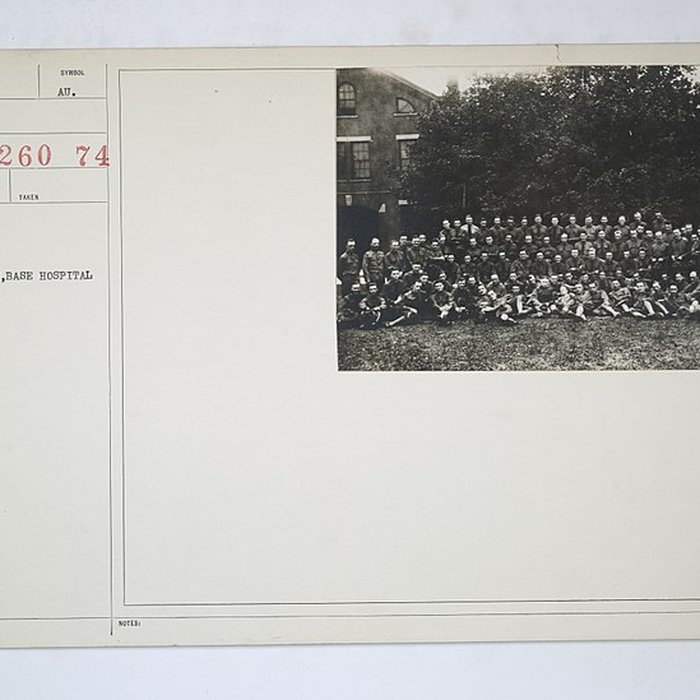 SYMBOL
AU.
260 74
TAKEN
,BASE HOSPITAL
NOTES: